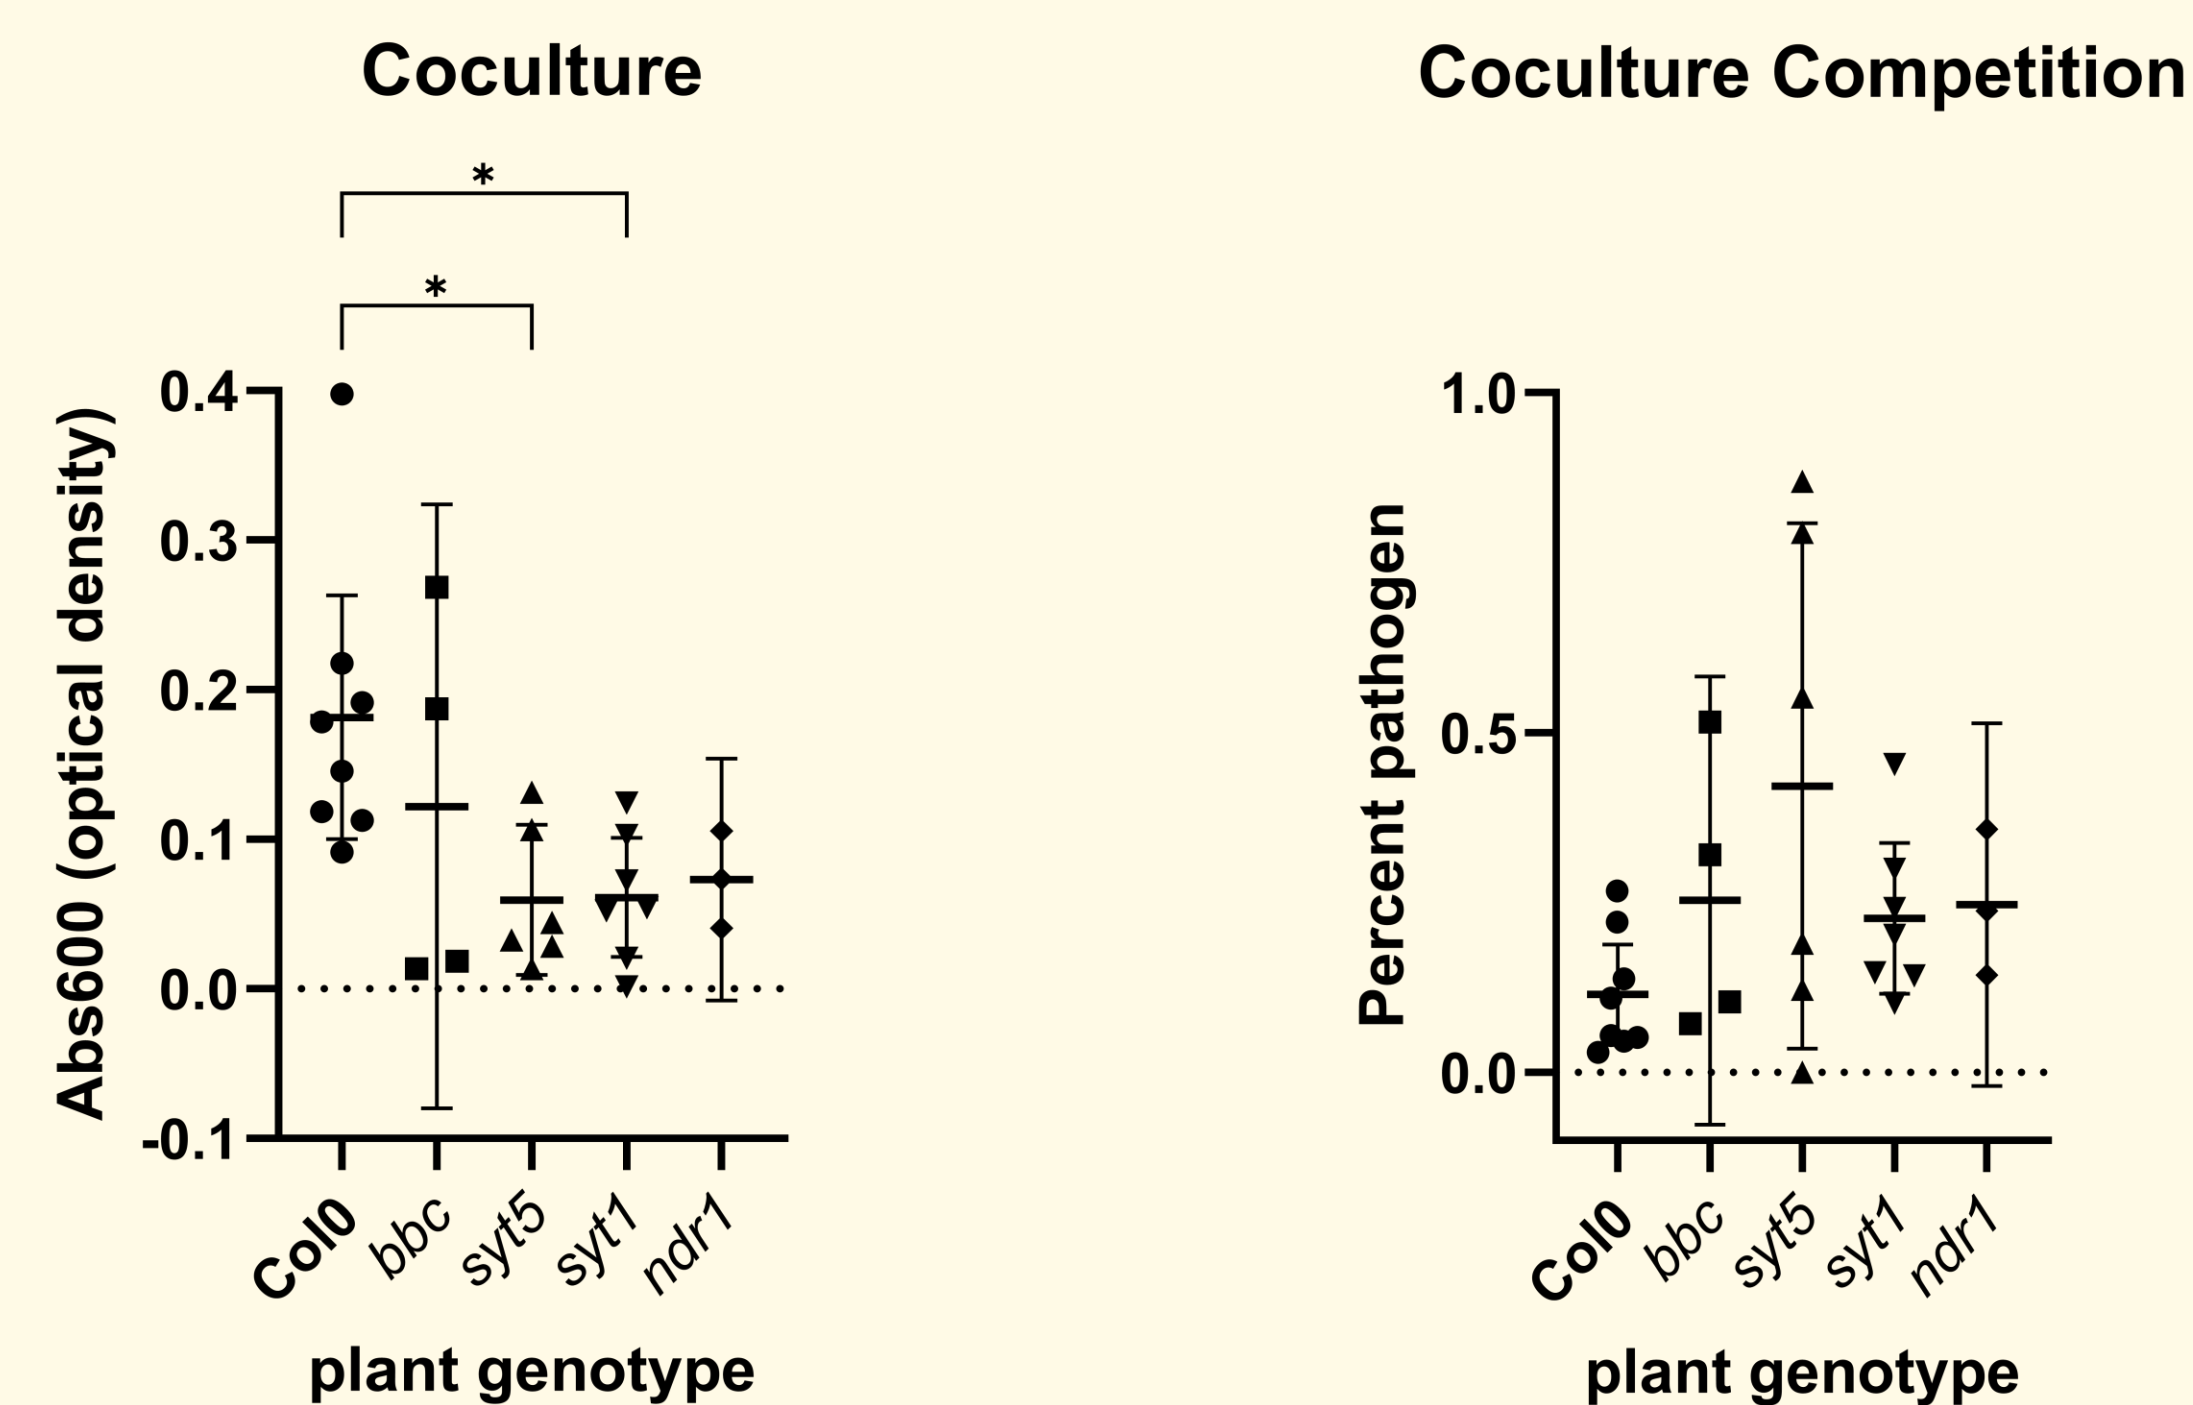 Coculture
*
*
Abs600 (optical density)
0.4
0.3
0.2
0.1
0.0
-0.1
Col0
bbc
syt5
syt1
ndr1
plant genotype
Coculture Competition
Percent pathogen
1.0
0.5
0.0
Col0
bbc
syt5
syt1
ndr1
plant genotype